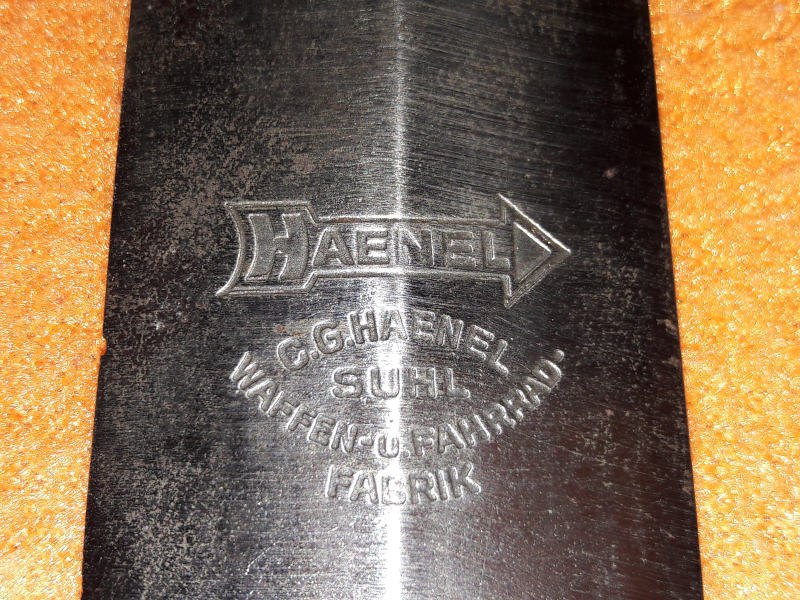 HAENEL
C.G.HAENEL
SUHL
WAFFEN-U.FAHRRAD-
FABRIK